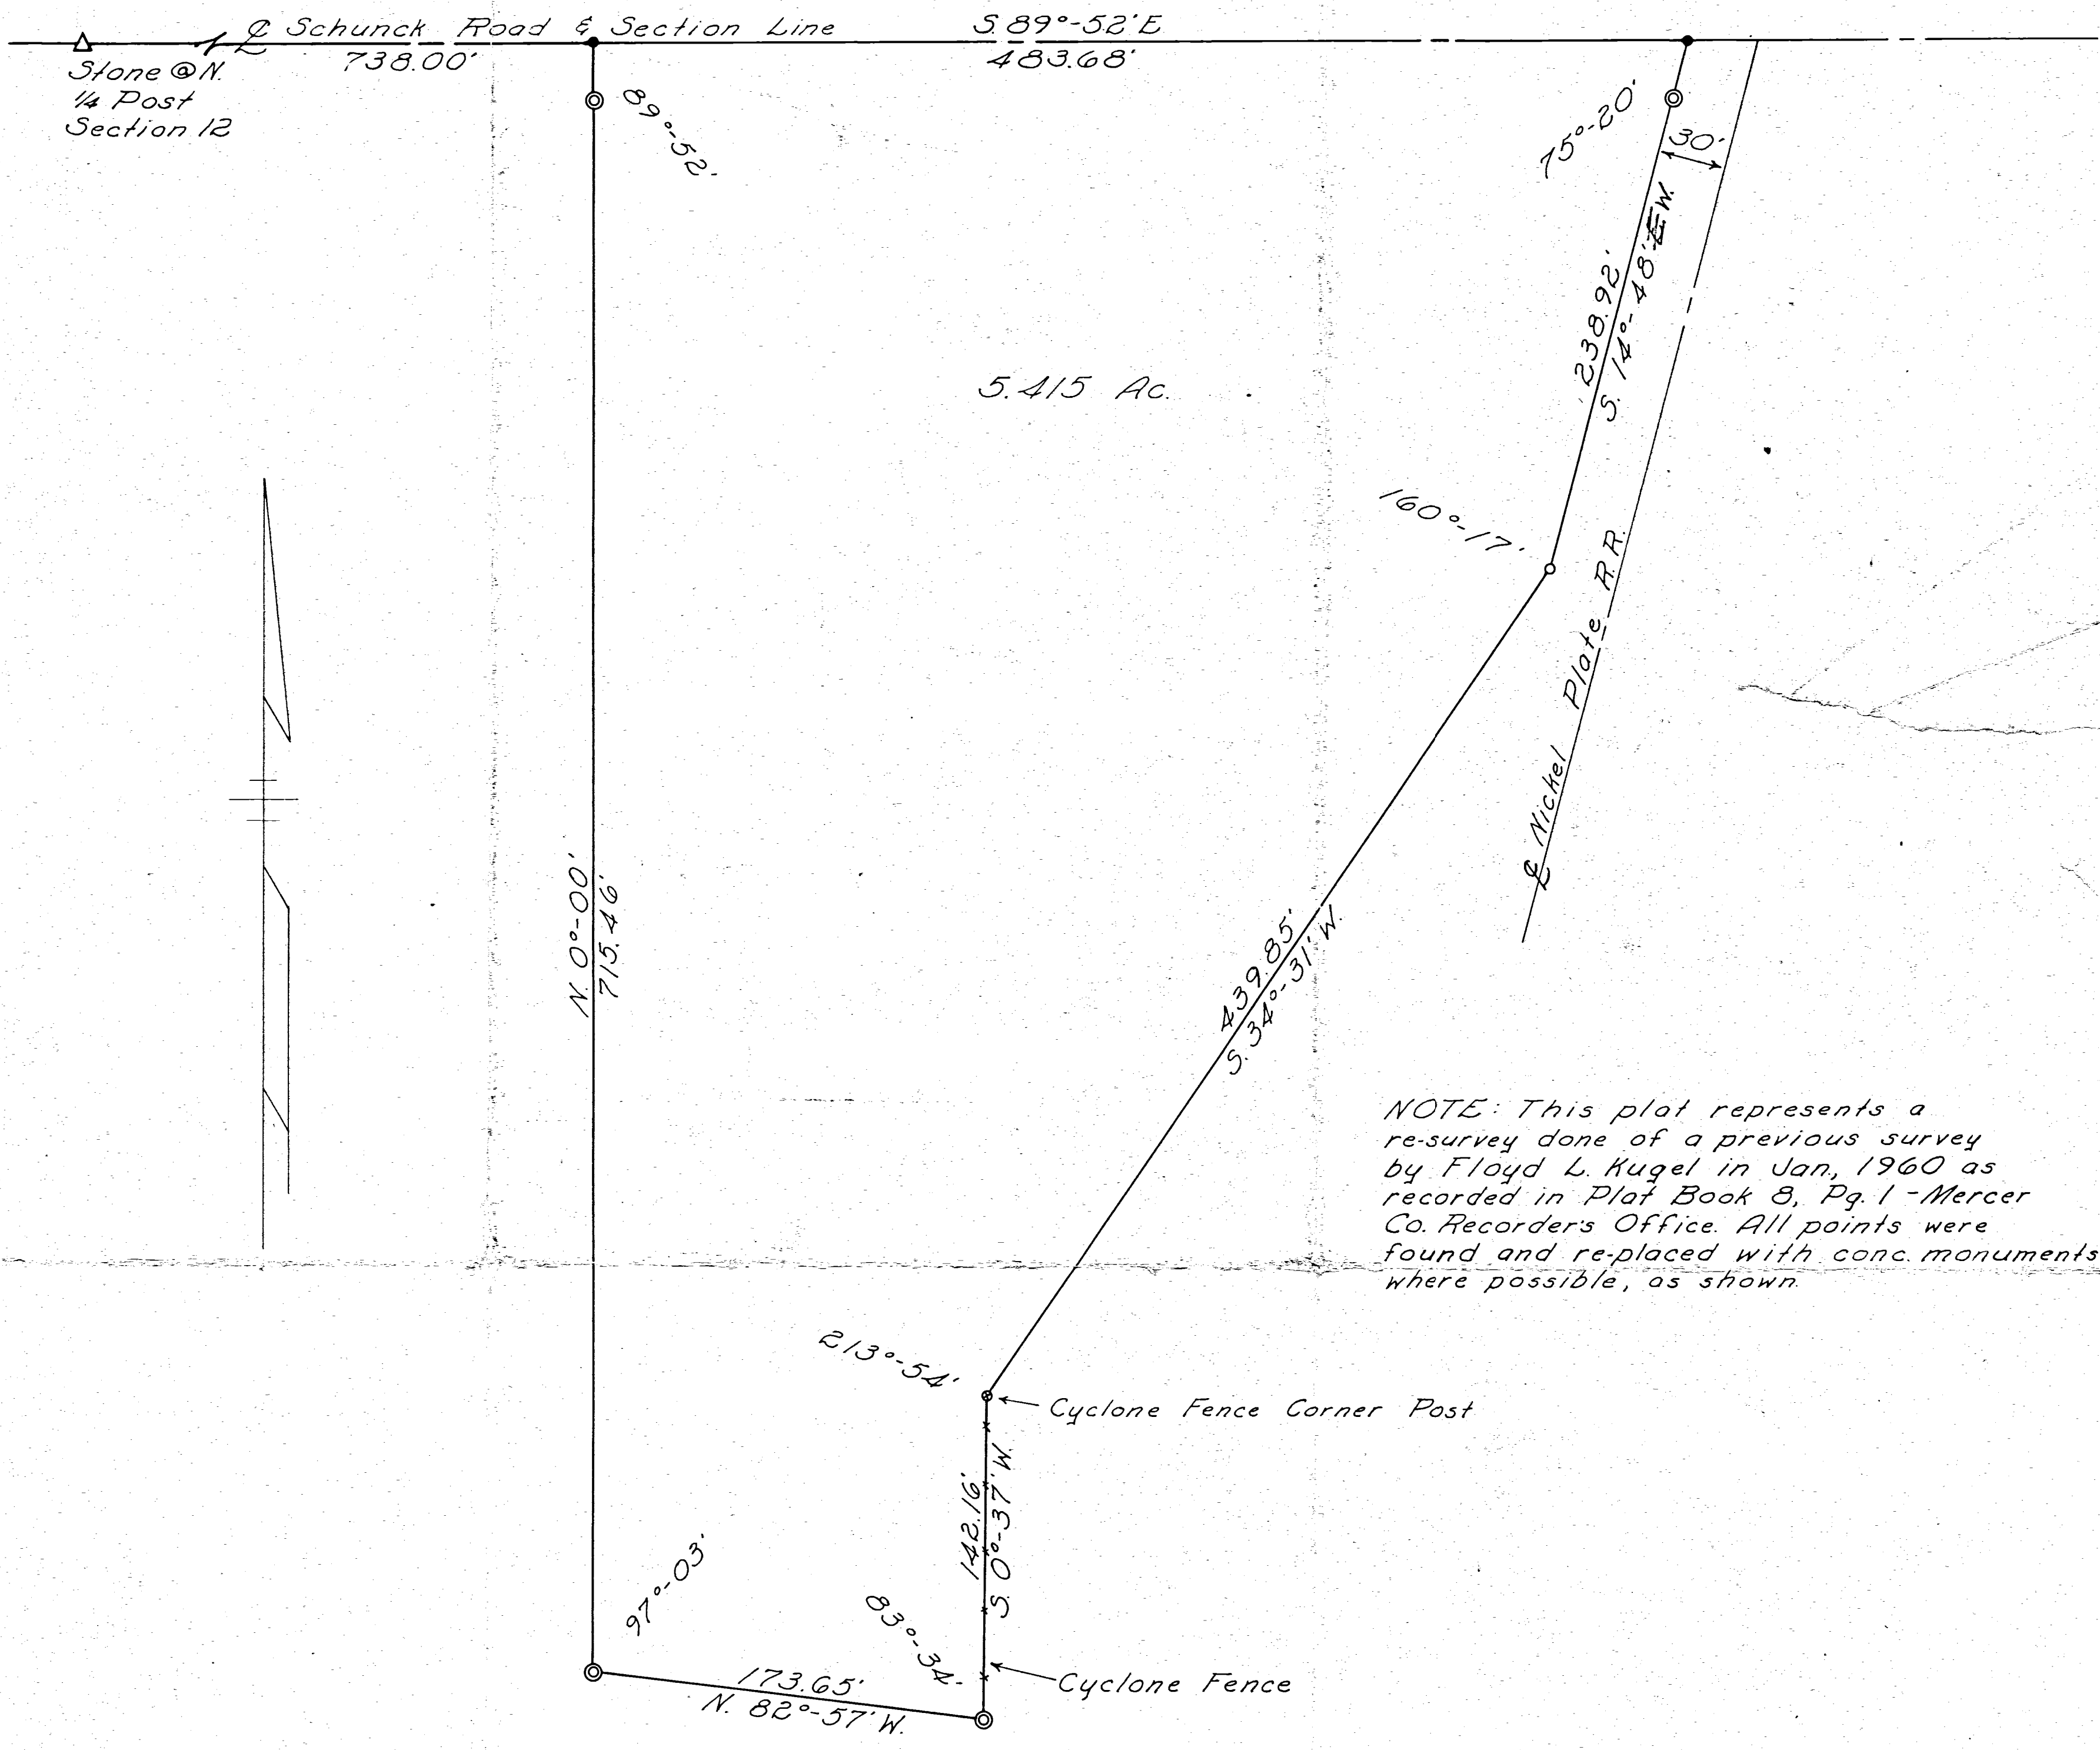 ℄ Schunck Road & Section Line
738.00'
S.89°-52'E
483.68'
Stone @ N.
1/4 Post
Section 12
89°-52'
75°-20'
30'
238.92'
S. 14°-48' E W.
5.415 Ac.
160°-17'
℄ Nickel Plate R.R.
N. 0°-00'
715.46'
439.85'
S. 34°-31' W.
NOTE: This plat represents a
re-survey done of a previous survey
by Floyd L. Kugel in Jan., 1960 as
recorded in Plat Book 8, Pg. 1 - Mercer
Co. Recorder's Office. All points were
found and re-placed with conc. monuments
where possible, as shown.
213°-54'
Cyclone Fence Corner Post
142.16'
S. 0°-37' W.
97°-03'
83°-34'
Cyclone Fence
173.65'
N. 82°-57' W.